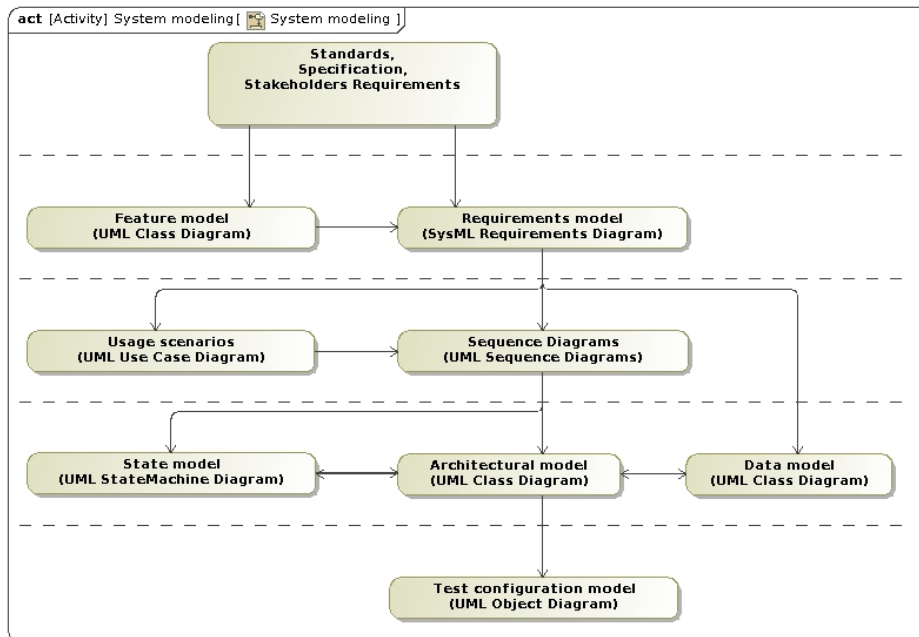 act [Activity] System modeling[ System modeling ]
Standards,
Specification,
Stakeholders Requirements
Feature model
(UML Class Diagram)
Requirements model
(SysML Requirements Diagram)
Usage scenarios
(UML Use Case Diagram)
Sequence Diagrams
(UML Sequence Diagrams)
State model
(UML StateMachine Diagram)
Architectural model
(UML Class Diagram)
Data model
(UML Class Diagram)
Test configuration model
(UML Object Diagram)